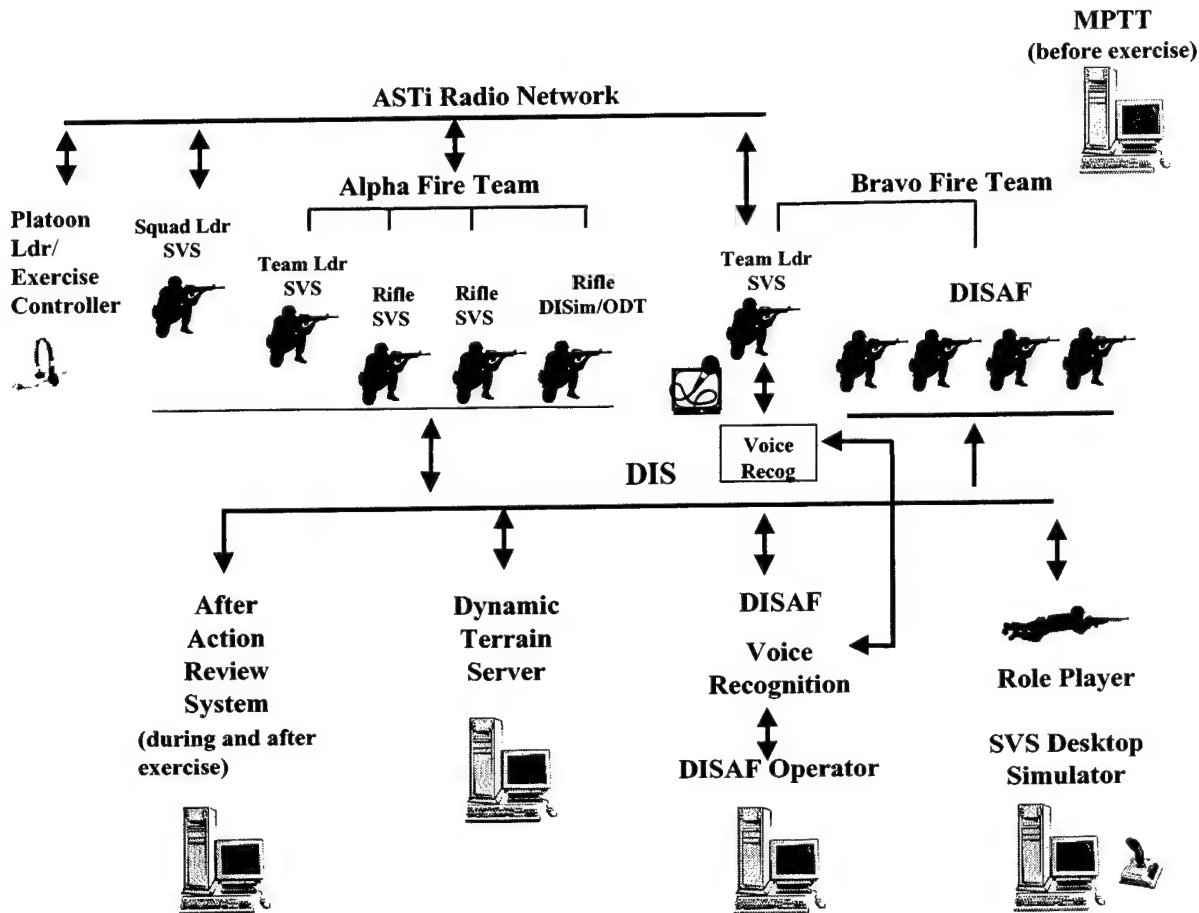 MPTT
(before exercise)
ASTi Radio Network
Alpha Fire Team
Bravo Fire Team
Platoon
Ldr/
Exercise
Controller
Squad Ldr
SVS
Team Ldr
SVS
Rifle
SVS
Rifle
SVS
Rifle
DISim/ODT
Team Ldr
SVS
DISAF
Voice
Recog
DIS
After
Action
Review
System
(during and after
exercise)
Dynamic
Terrain
Server
DISAF
Voice
Recognition
DISAF Operator
Role Player
SVS Desktop
Simulator